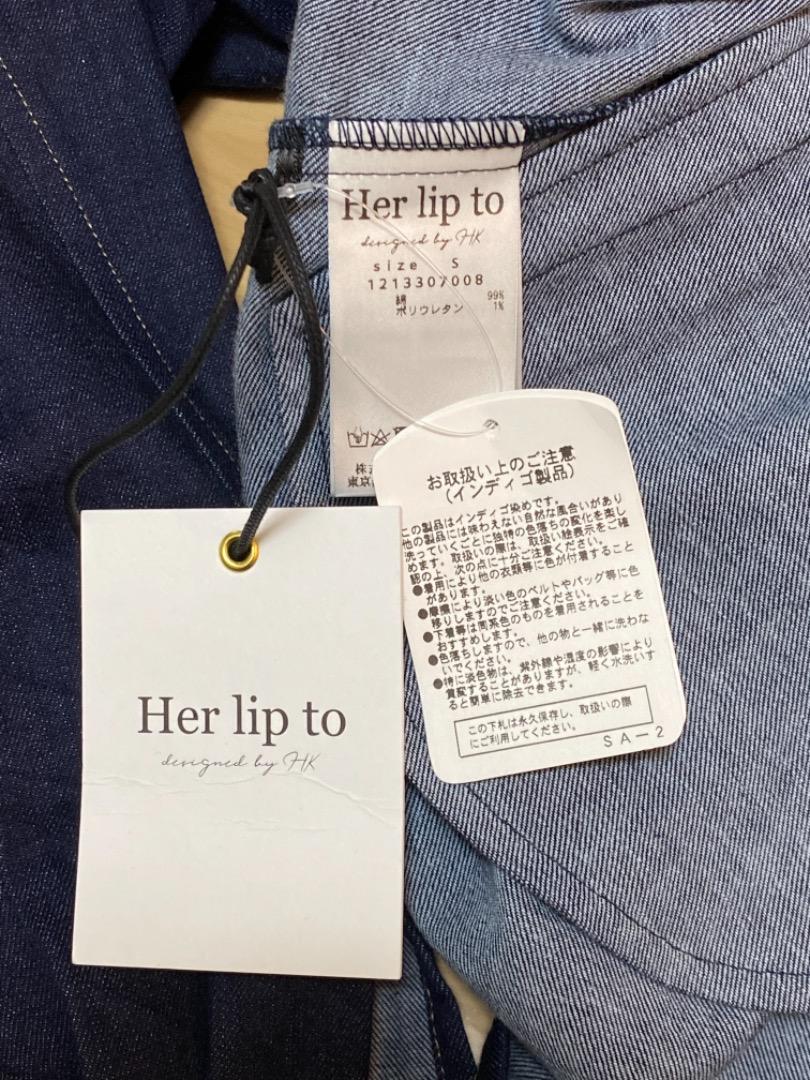 Her lip to
designed by HK
size S
1213307008
綿 99%
ポリウレタン 1%
株式
東京
お取扱い上のご注意
(インディゴ製品)
この製品はインディゴ染めです。
他の製品には味わえない自然な風合いがあり
洗っていくごとに独特の色落ちの変化を楽し
めます。取扱いの際は、取扱い絵表示をご確
認の上、次の点に十分ご注意ください。
●着用により他の衣類等に色が付着すること
があります。
●摩擦により淡い色のベルトやバッグ等に色
移りしますのでご注意ください。
●下着等は同系色のものを着用されることを
おすすめします。
●色落ちしますので、他の物と一緒に洗わな
いでください。
●特に淡色物は、紫外線や湿度の影響により
黄変することがありますが、軽く水洗いす
ると簡単に除去できます。
この下札は永久保存し、取扱いの際
にご利用してください。
SA-2
Her lip to
designed by HK